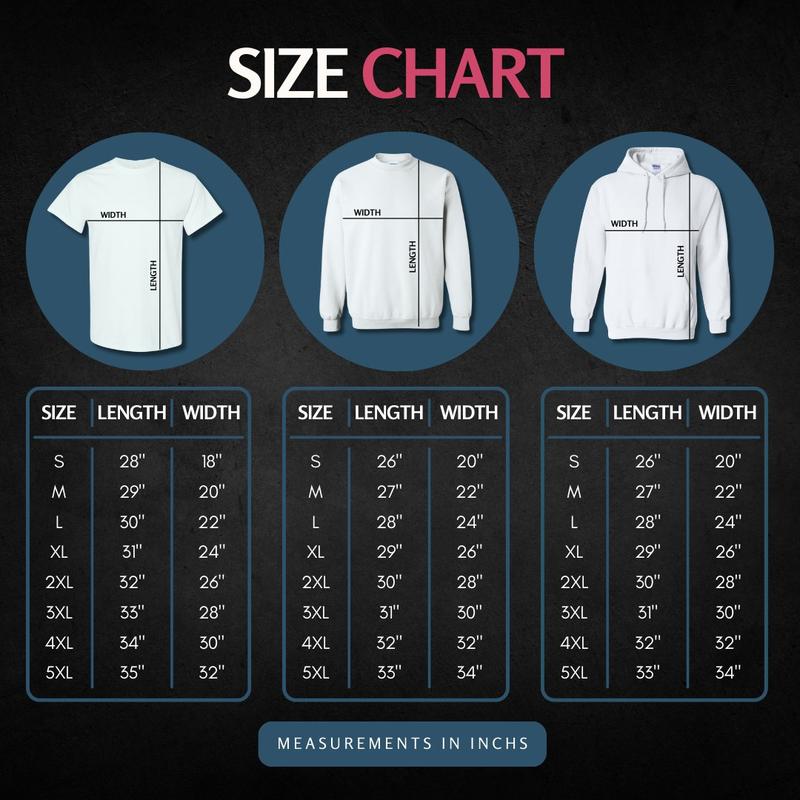 SIZE CHART
WIDTH
LENGTH
WIDTH
LENGTH
WIDTH
LENGTH
SIZE LENGTH WIDTH
S 28" 18"
M 29" 20"
L 30" 22"
XL 31" 24"
2XL 32" 26"
3XL 33" 28"
4XL 34" 30"
5XL 35" 32"
SIZE LENGTH WIDTH
S 26" 20"
M 27" 22"
L 28" 24"
XL 29" 26"
2XL 30" 28"
3XL 31" 30"
4XL 32" 32"
5XL 33" 34"
SIZE LENGTH WIDTH
S 26" 20"
M 27" 22"
L 28" 24"
XL 29" 26"
2XL 30" 28"
3XL 31" 30"
4XL 32" 32"
5XL 33" 34"
MEASUREMENTS IN INCHS